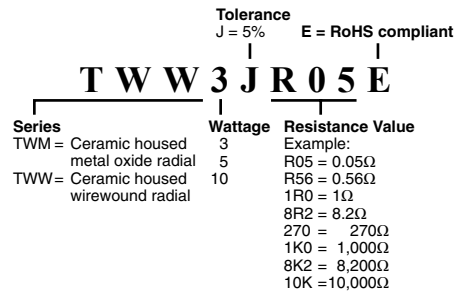 Tolerance
J = 5% E = RoHS compliant
T W W 3 J R 0 5 E
Series Wattage Resistance Value
TWM = Ceramic housed 3 Example:
metal oxide radial 5 R05 = 0.05Ω
TWW = Ceramic housed 10 R56 = 0.56Ω
wirewound radial 1R0 = 1Ω
8R2 = 8.2Ω
270 = 270Ω
1K0 = 1,000Ω
8K2 = 8,200Ω
10K =10,000Ω